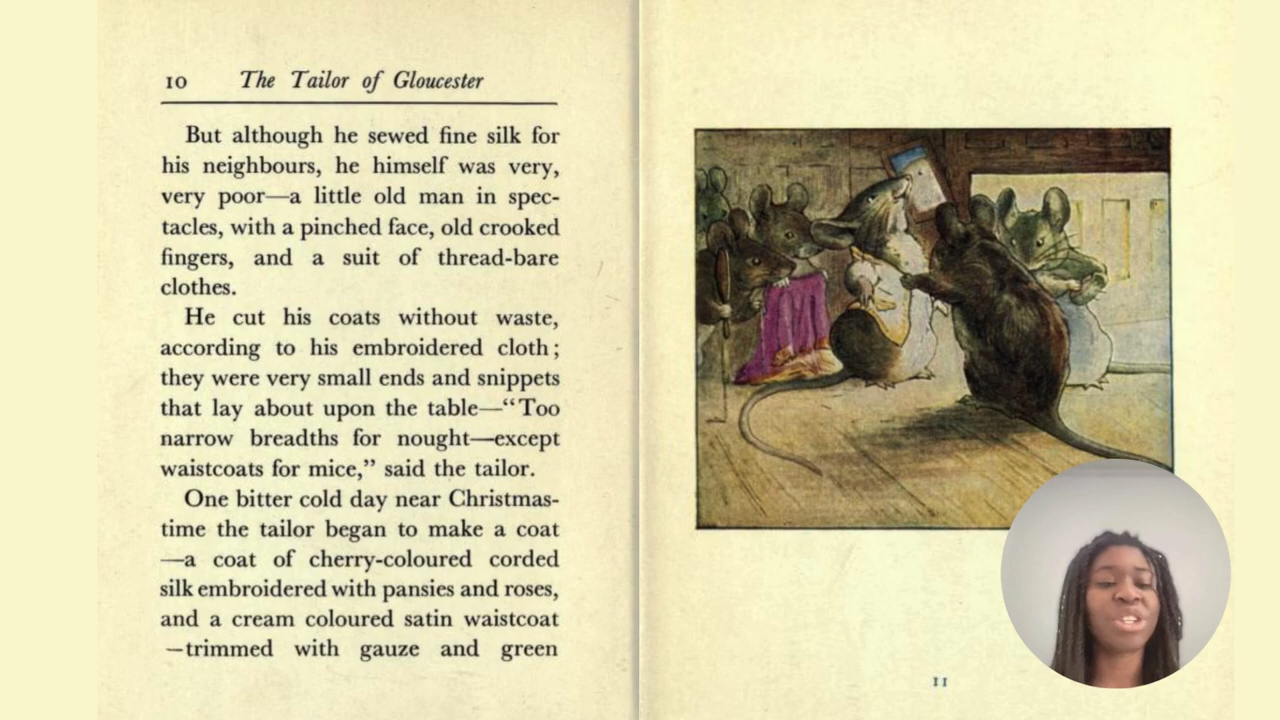 10 The Tailor of Gloucester
But although he sewed fine silk for
his neighbours, he himself was very,
very poor—a little old man in spec-
tacles, with a pinched face, old crooked
fingers, and a suit of thread-bare
clothes.
He cut his coats without waste,
according to his embroidered cloth;
they were very small ends and snippets
that lay about upon the table—“Too
narrow breadths for nought—except
waistcoats for mice,” said the tailor.
One bitter cold day near Christmas-
time the tailor began to make a coat
—a coat of cherry-coloured corded
silk embroidered with pansies and roses,
and a cream coloured satin waistcoat
—trimmed with gauze and green
11